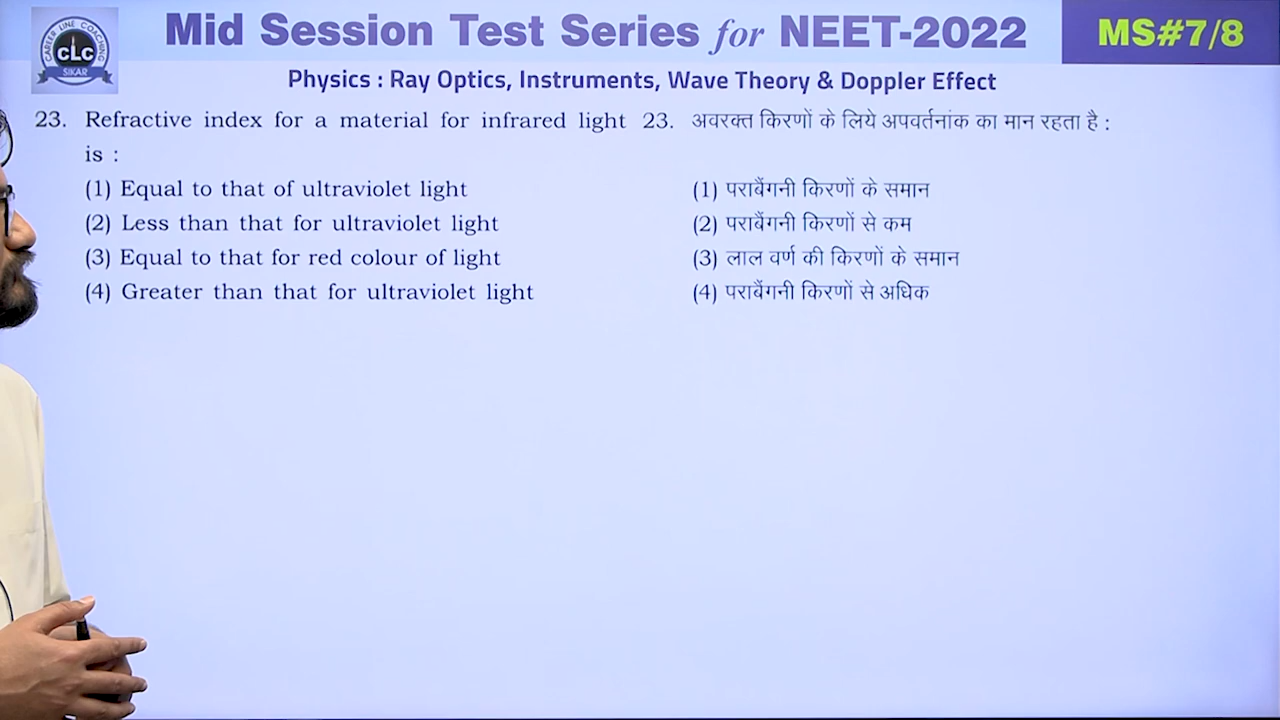 CAREER LINE COACHING
CLC
SIKAR
Mid Session Test Series for NEET-2022
MS#7/8
Physics : Ray Optics, Instruments, Wave Theory & Doppler Effect
23. Refractive index for a material for infrared light
is :
(1) Equal to that of ultraviolet light
(2) Less than that for ultraviolet light
(3) Equal to that for red colour of light
(4) Greater than that for ultraviolet light
23. अवरक्त किरणों के लिये अपवर्तनांक का मान रहता है :
(1) पराबैंगनी किरणों के समान
(2) पराबैंगनी किरणों से कम
(3) लाल वर्ण की किरणों के समान
(4) पराबैंगनी किरणों से अधिक